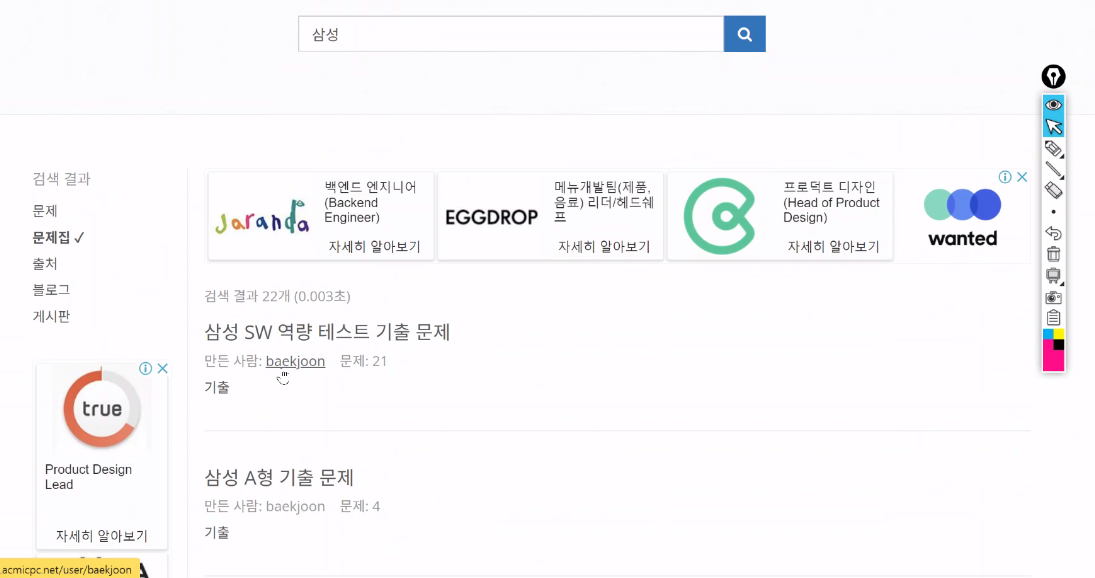 삼성
검색 결과
문제
문제집 ✓
출처
블로그
게시판
true
Product Design
Lead
자세히 알아보기
.acmicpc.net/user/baekjoon
jaranda
백엔드 엔지니어
(Backend
Engineer)
자세히 알아보기
EGGDROP
메뉴개발팀(제품,
음료) 리더/헤드쉐
프
자세히 알아보기
프로덕트 디자인
(Head of Product
Design)
자세히 알아보기
wanted
검색 결과 22개 (0.003초)
삼성 SW 역량 테스트 기출 문제
만든 사람: baekjoon 문제: 21
기출
삼성 A형 기출 문제
만든 사람: baekjoon 문제: 4
기출